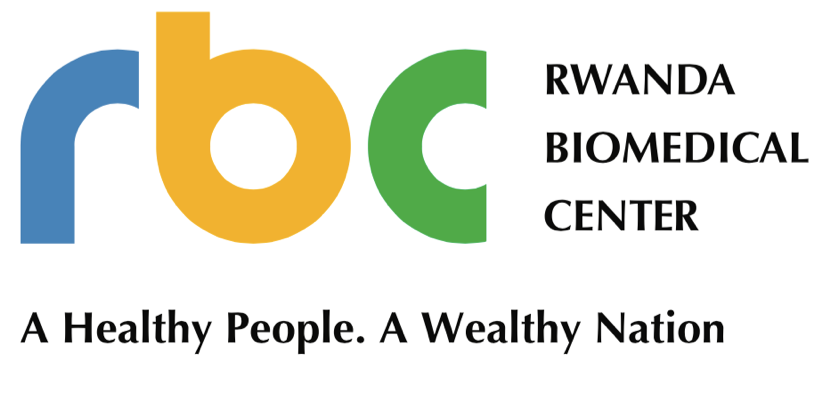 rbc
RWANDA
BIOMEDICAL
CENTER
A Healthy People. A Wealthy Nation